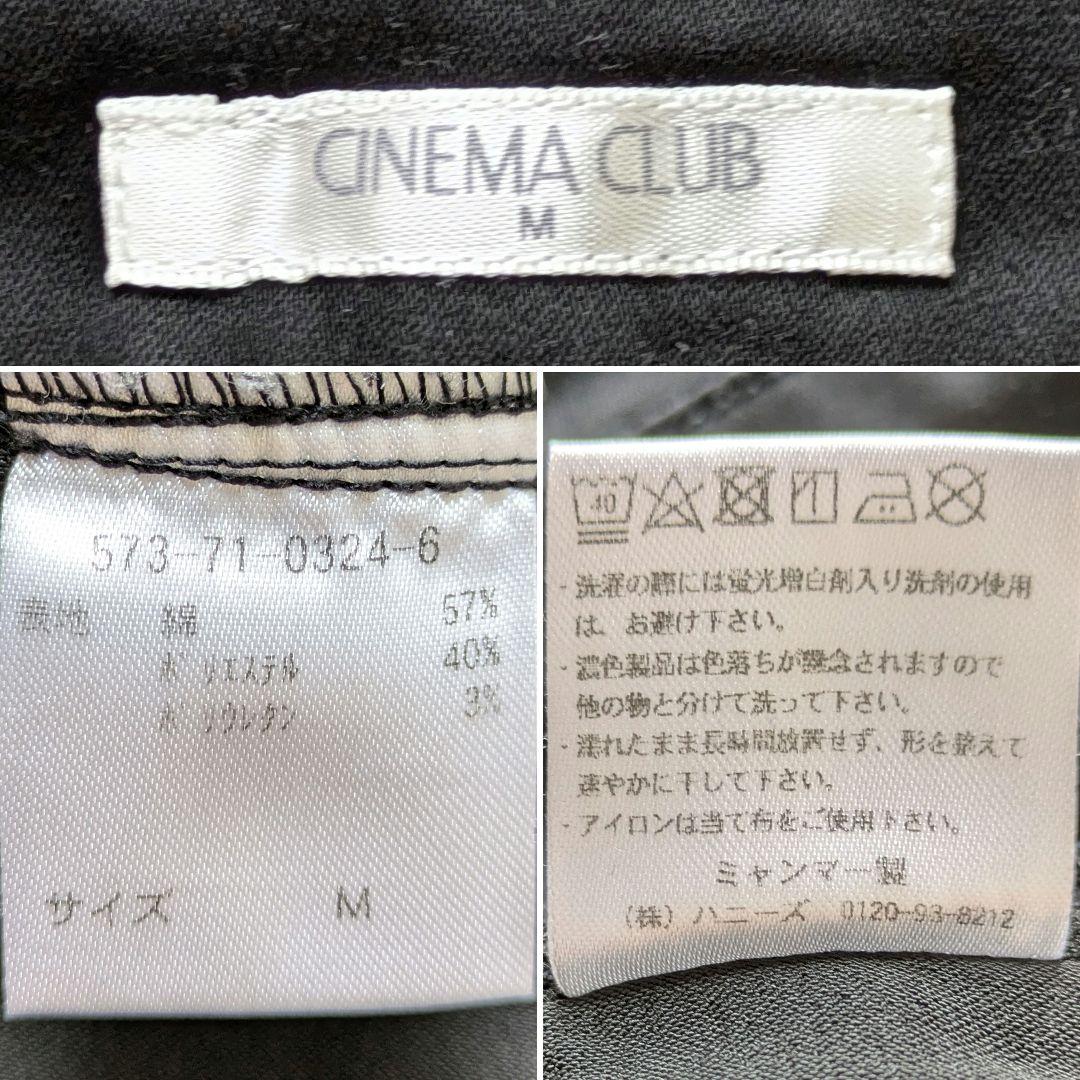 CINEMA CLUB
M
573-71-0324-6
表地 綿 57%
ポリエステル 40%
ポリウレタン 3%
サイズ M
40
・洗濯の際には蛍光増白剤入り洗剤の使用
は、お避け下さい。
・濃色製品は色落ちが懸念されますので
他の物と分けて洗って下さい。
・濡れたまま長時間放置せず、形を整えて
速やかに干して下さい。
・アイロンは当て布をご使用下さい。
ミャンマー製
(株) ハニーズ 0120-93-8212